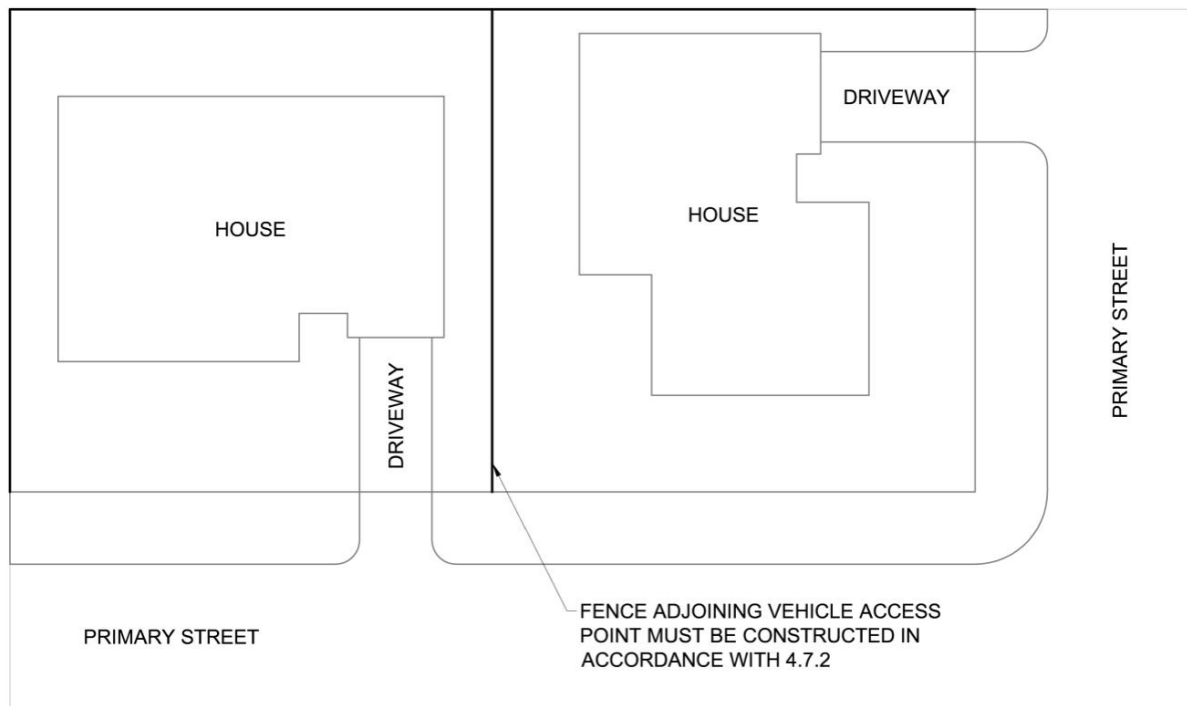 DRIVEWAY
HOUSE
HOUSE
PRIMARY STREET
DRIVEWAY
FENCE ADJOINING VEHICLE ACCESS
POINT MUST BE CONSTRUCTED IN
ACCORDANCE WITH 4.7.2
PRIMARY STREET